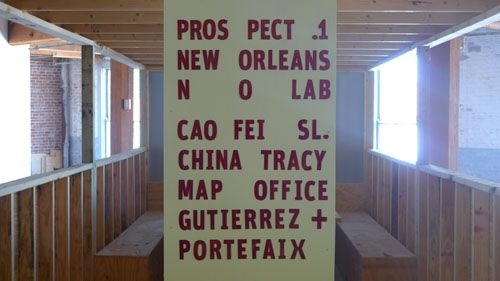 PROS PECT .1
NEW ORLEANS
N O LAB
CAO FEI SL.
CHINA TRACY
MAP OFFICE
GUTIERREZ +
PORTEFAIX